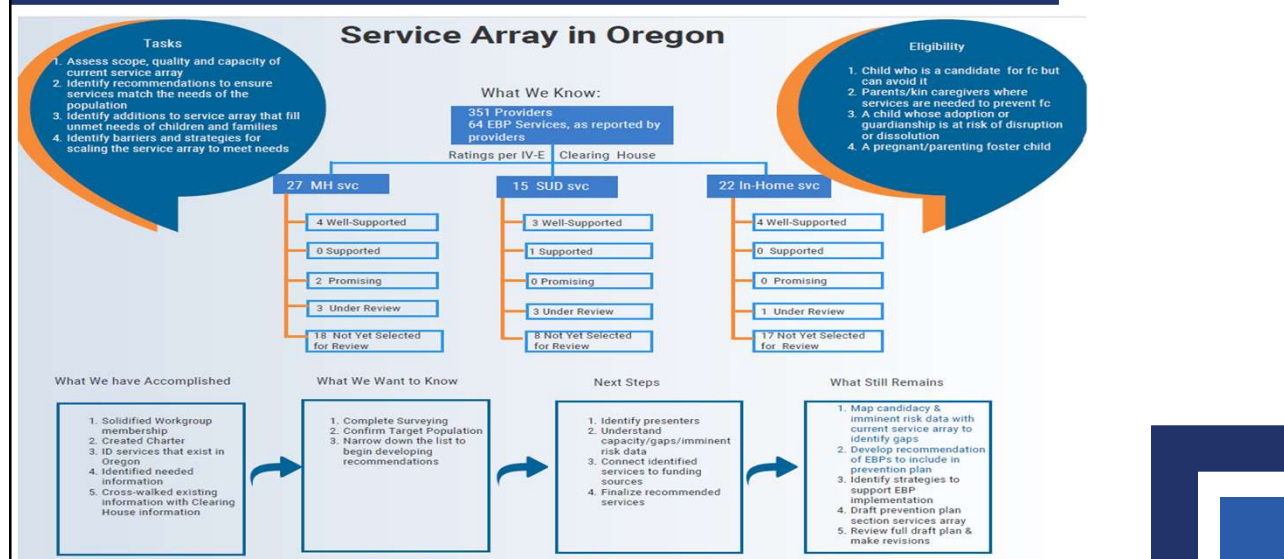 Service Array in Oregon
Tasks
1. Assess scope, quality and capacity of
current service array
2. Identify recommendations to ensure
services match the needs of the
population
3. Identify additions to service array that fill
unmet needs of children and families
4. Identify barriers and strategies for
scaling the service array to meet needs
Eligibility
1. Child who is a candidate for fc but
can avoid it
2. Parents/kin caregivers where
services are needed to prevent fc
3. A child whose adoption or
guardianship is at risk of disruption
or dissolution
4. A pregnant/parenting foster child
What We Know:
351 Providers
64 EBP Services, as reported by
providers
Ratings per IV-E Clearing House
27 MH svc
4 Well-Supported
0 Supported
2 Promising
3 Under Review
18 Not Yet Selected
for Review
15 SUD svc
3 Well-Supported
1 Supported
0 Promising
3 Under Review
8 Not Yet Selected
for Review
22 In-Home svc
4 Well-Supported
0 Supported
0 Promising
1 Under Review
17 Not Yet Selected
for Review
What We have Accomplished
1. Solidified Workgroup
membership
2. Created Charter
3. ID services that exist in
Oregon
4. Identified needed
information
5. Cross-walked existing
information with Clearing
House information
What We Want to Know
1. Complete Surveying
2. Confirm Target Population
3. Narrow down the list to
begin developing
recommendations
Next Steps
1. Identify presenters
2. Understand
capacity/gaps/imminent
risk data
3. Connect identified
services to funding
sources
4. Finalize recommended
services
What Still Remains
1. Map candidacy &
imminent risk data with
current service array to
identify gaps
2. Develop recommendation
of EBPs to include in
prevention plan
3. Identify strategies to
support EBP
implementation
4. Draft prevention plan
section services array
5. Review full draft plan &
make revisions